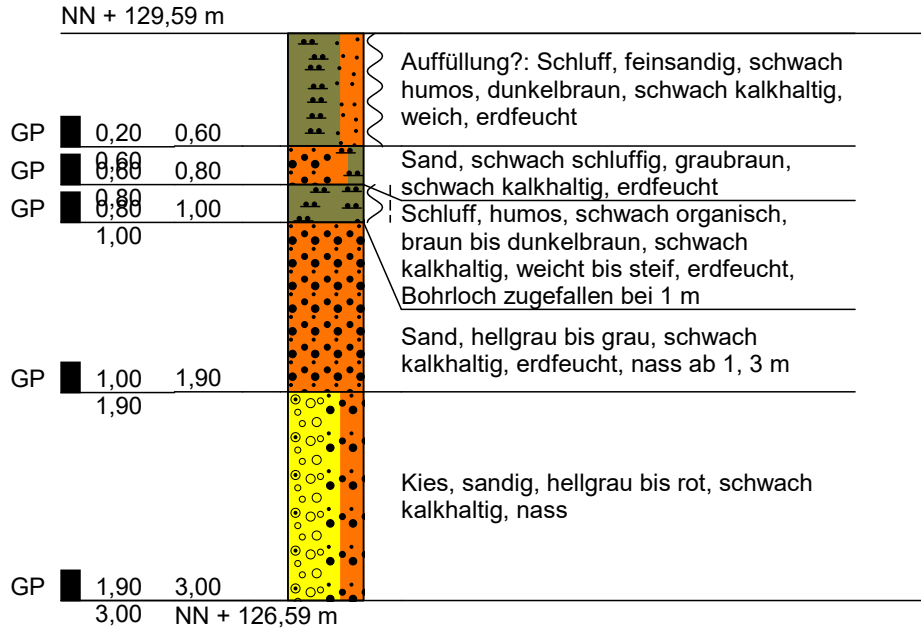 NN + 129,59 m
Auffüllung?: Schluff, feinsandig, schwach
humos, dunkelbraun, schwach kalkhaltig,
weich, erdfeucht
GP 0,20 0,60
0,60
Sand, schwach schluffig, graubraun,
schwach kalkhaltig, erdfeucht
GP 0,60 0,80
0,80
Schluff, humos, schwach organisch,
braun bis dunkelbraun, schwach
kalkhaltig, weicht bis steif, erdfeucht,
Bohrloch zugefallen bei 1 m
GP 0,80 1,00
1,00
Sand, hellgrau bis grau, schwach
kalkhaltig, erdfeucht, nass ab 1, 3 m
GP 1,00 1,90
1,90
Kies, sandig, hellgrau bis rot, schwach
kalkhaltig, nass
GP 1,90 3,00
3,00 NN + 126,59 m